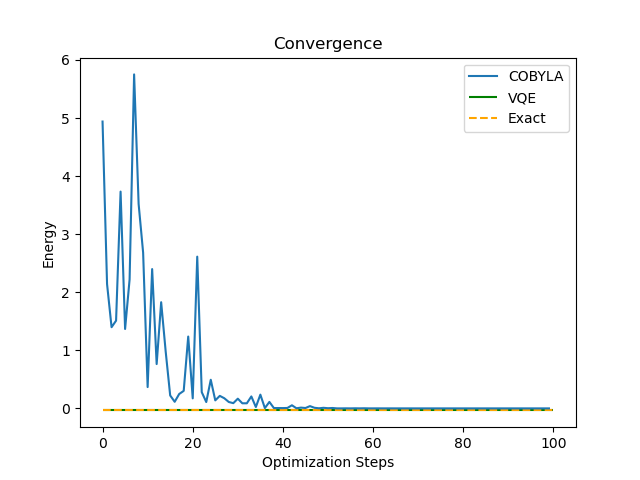 Convergence
Energy
6
5
4
3
2
1
0
0 20 40 60 80 100
Optimization Steps
COBYLA
VQE
Exact